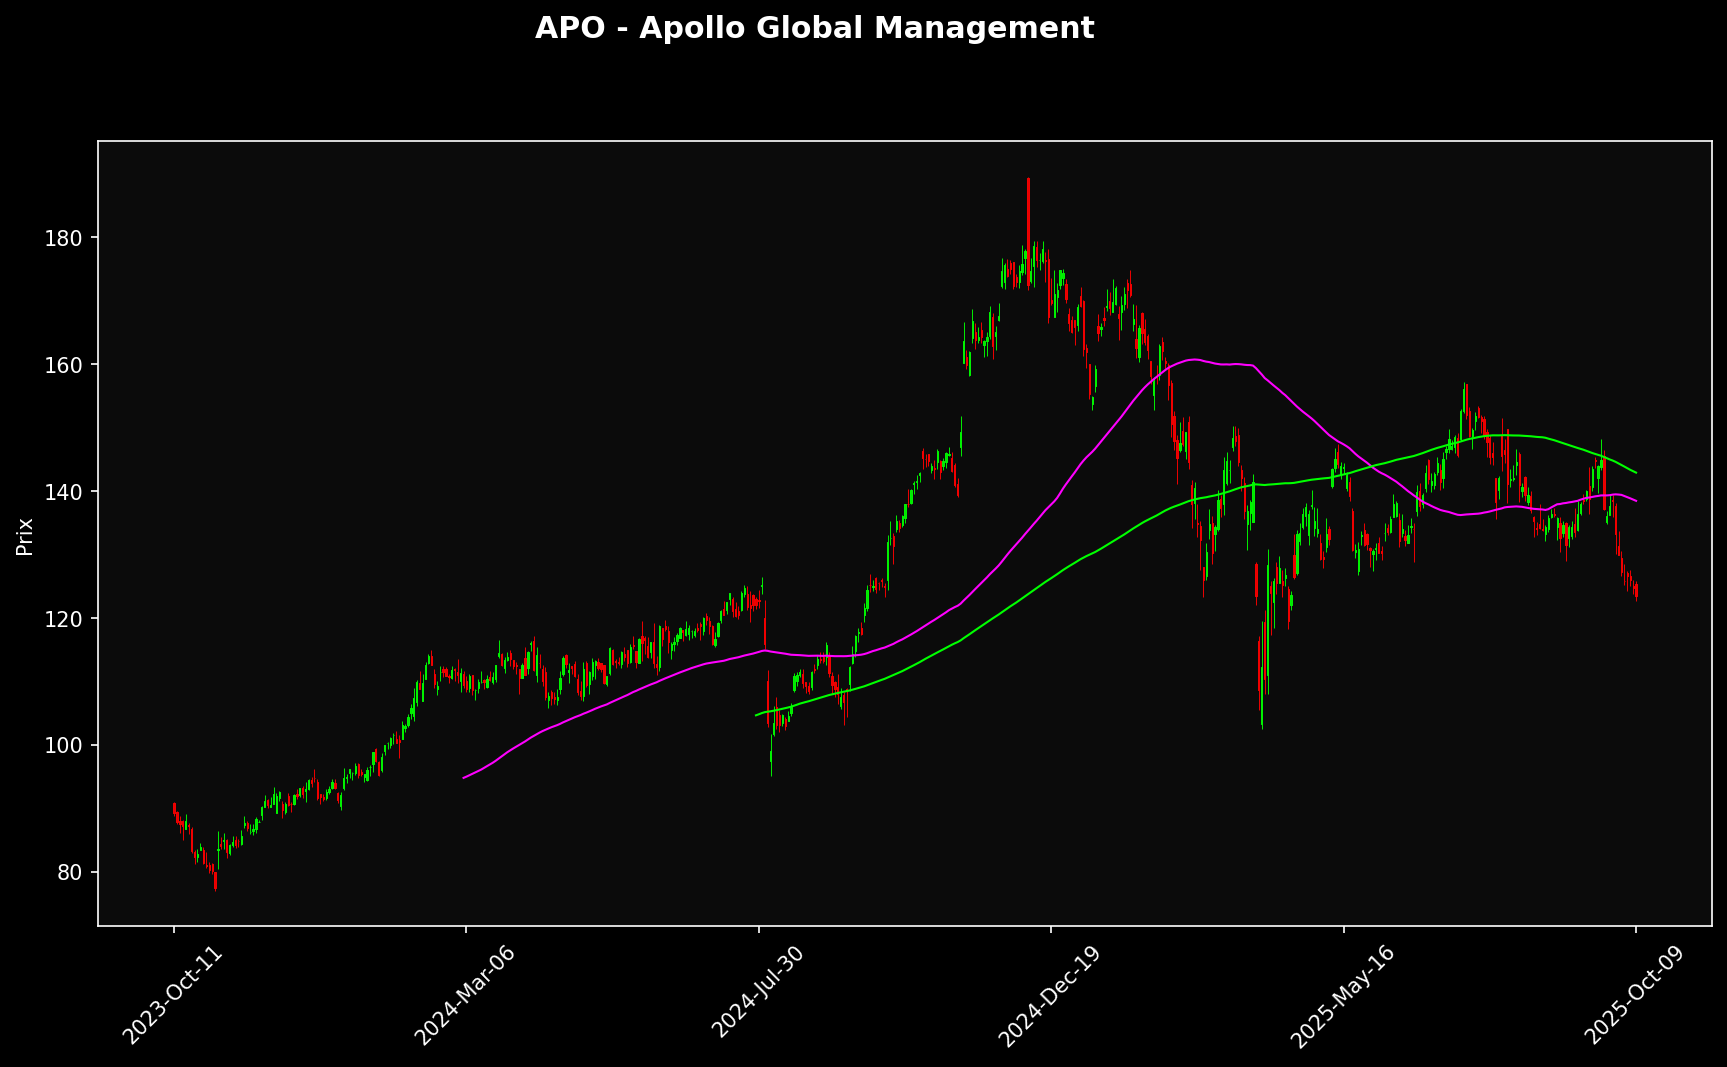 APO - Apollo Global Management
Prix
180
160
140
120
100
80
2023-Oct-11
2024-Mar-06
2024-Jul-30
2024-Dec-19
2025-May-16
2025-Oct-09